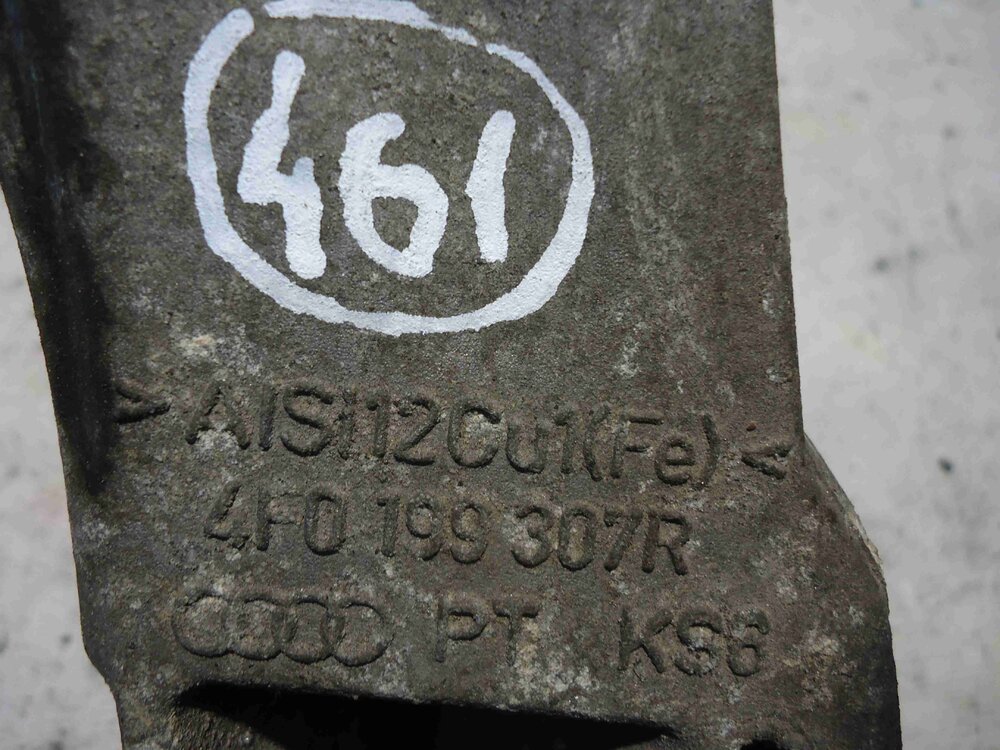 461
>AlSi12Cu1(Fe)<
4F0 199 307R
PT KS6